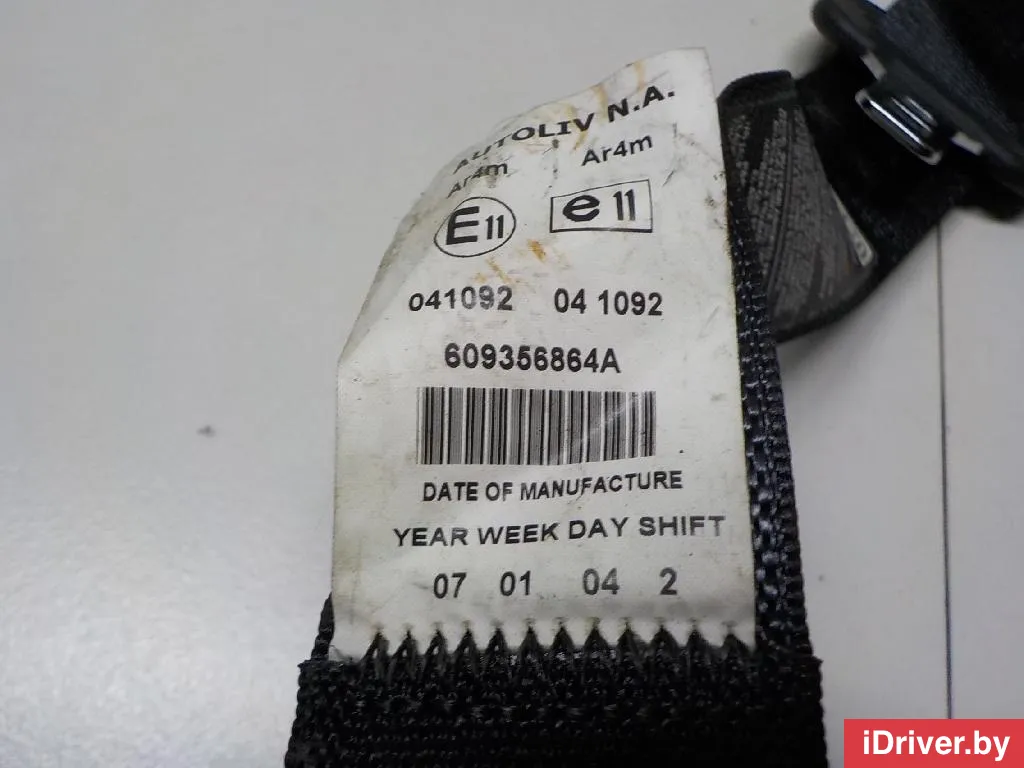 AUTOLIV N.A.
Ar4m Ar4m
E11 e11
041092 04 1092
609356864A
DATE OF MANUFACTURE
YEAR WEEK DAY SHIFT
07 01 04 2
iDriver.by